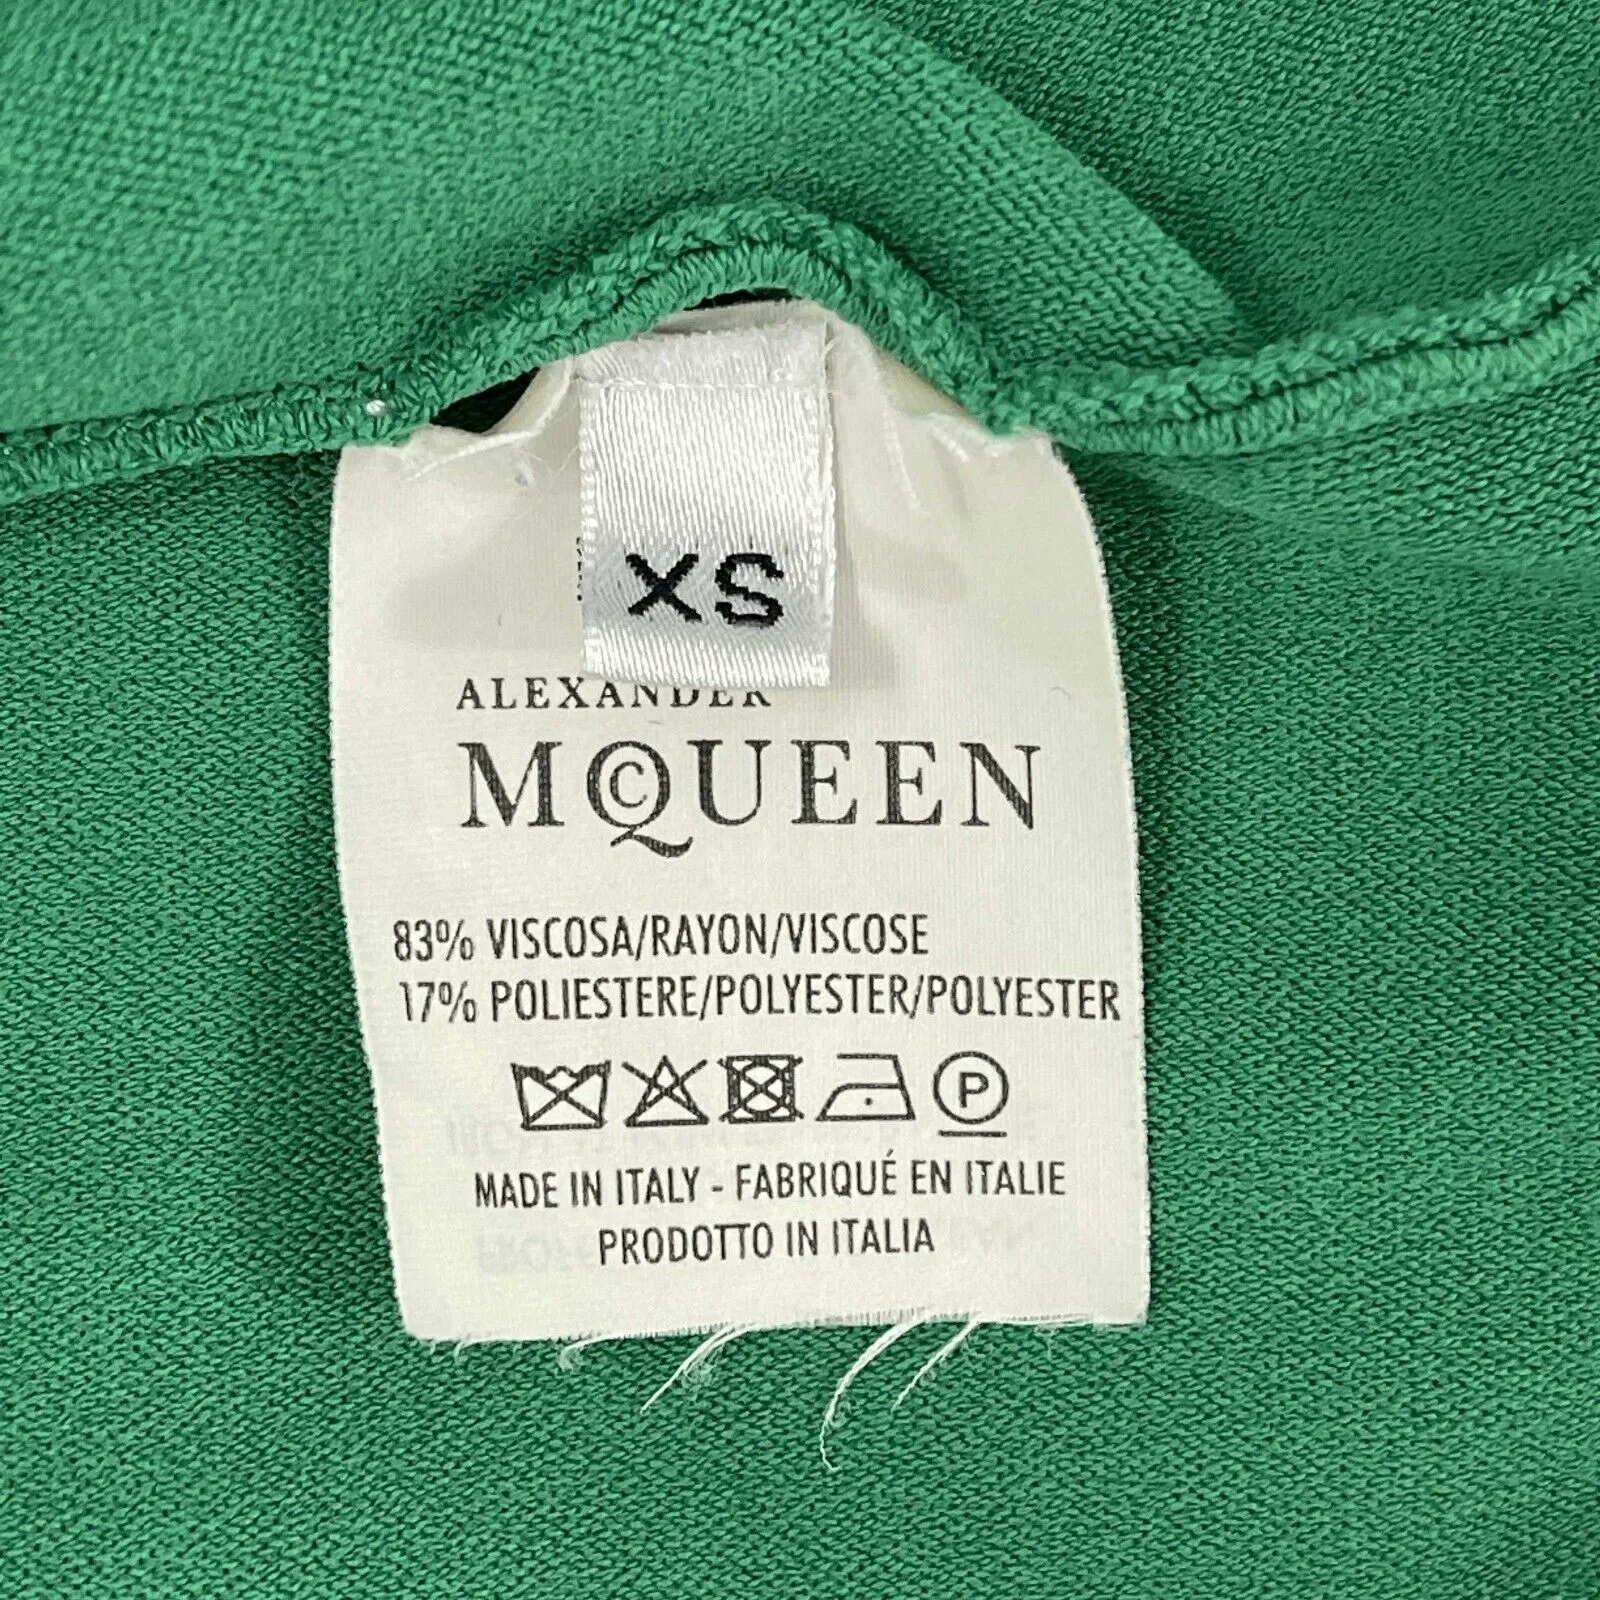 XS
ALEXANDER
MCQUEEN
83% VISCOSA/RAYON/VISCOSE
17% POLIESTERE/POLYESTER/POLYESTER
P
MADE IN ITALY - FABRIQUÉ EN ITALIE
PRODOTTO IN ITALIA